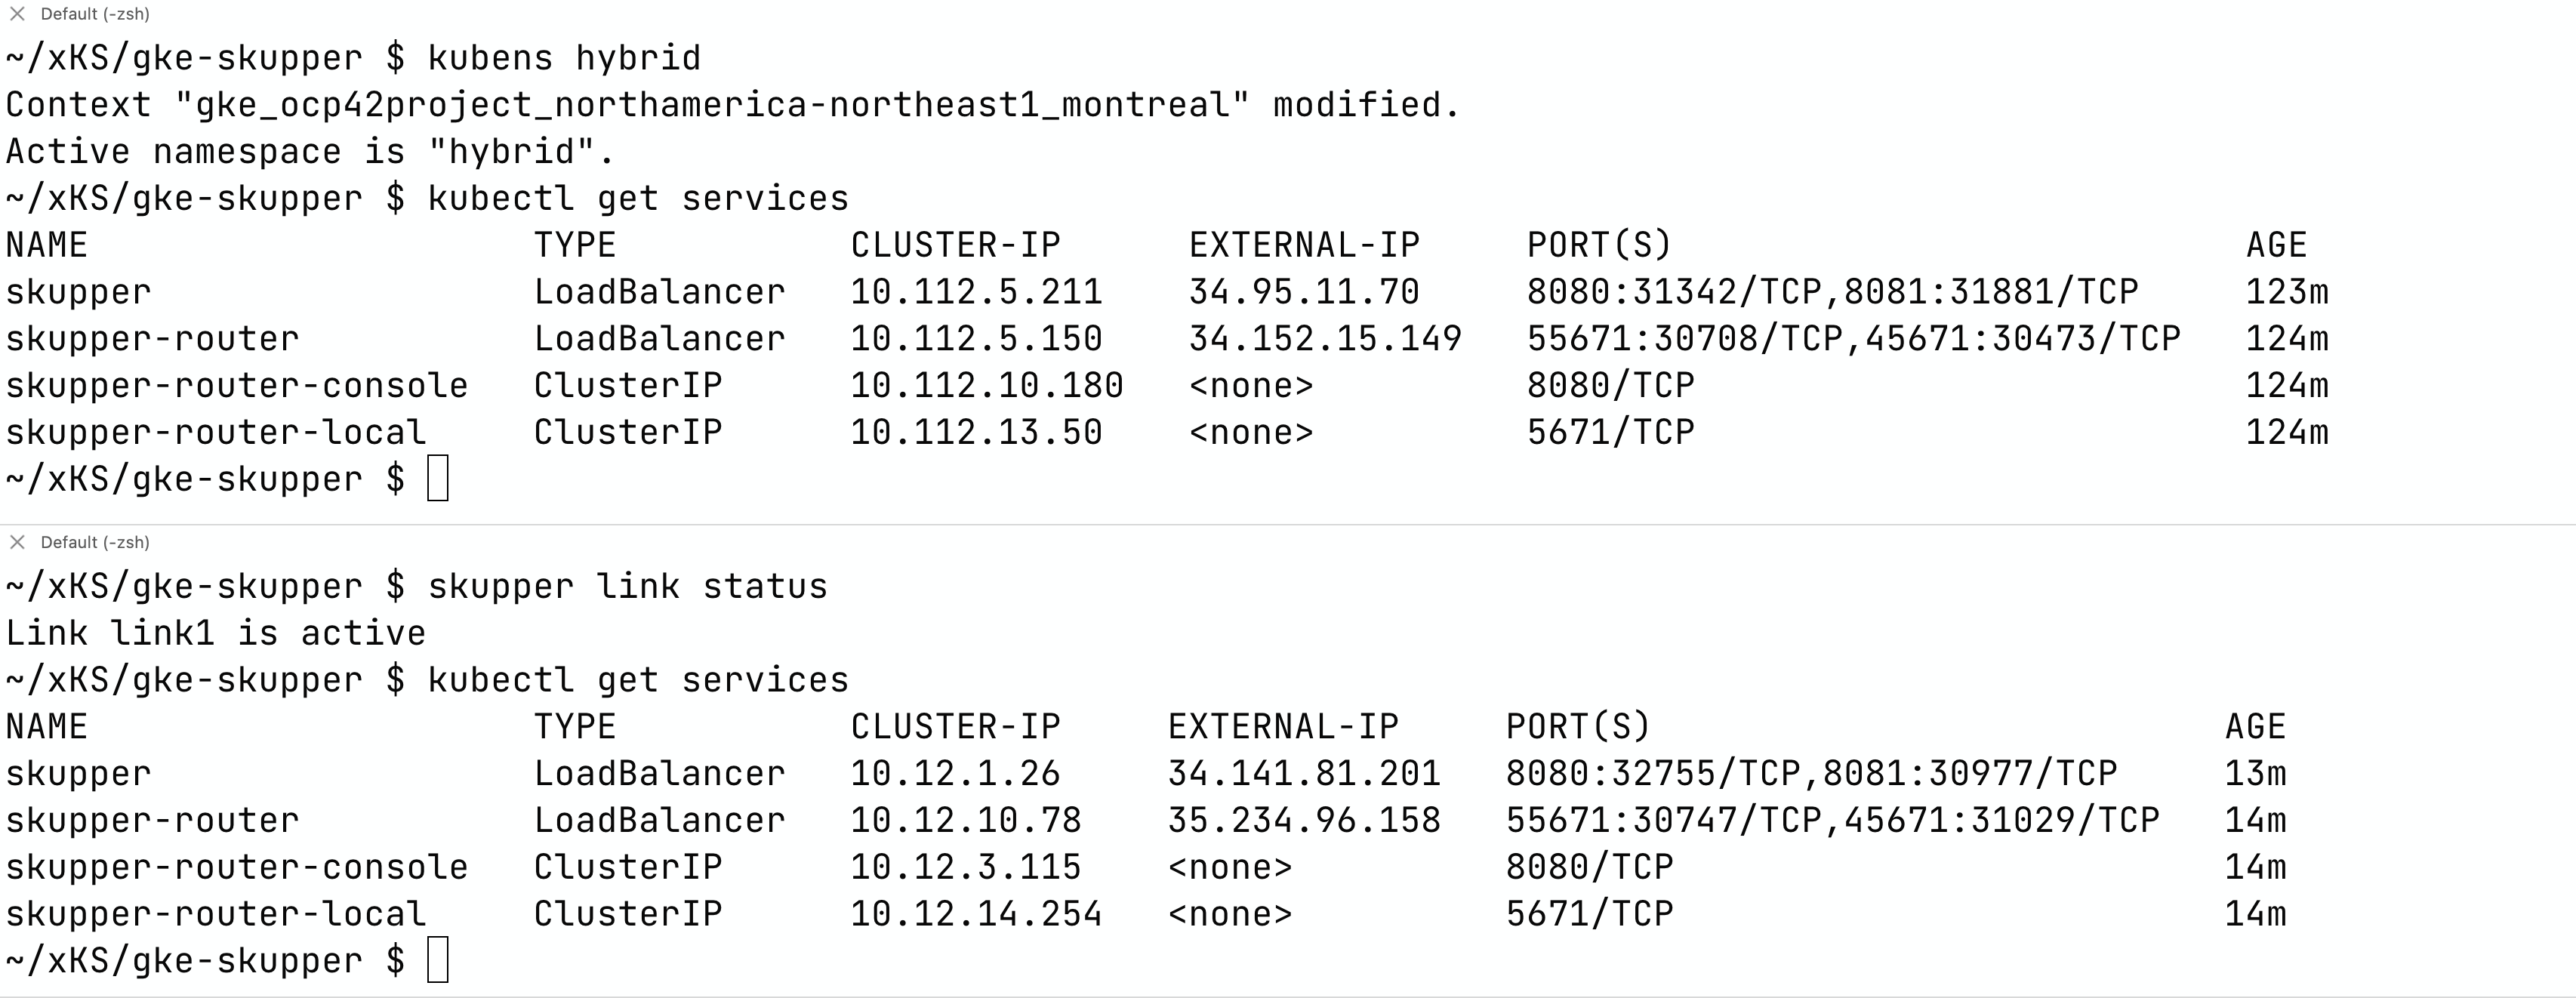 Default (-zsh)
~/xKS/gke-skupper $ kubens hybrid
Context "gke_ocp42project_northamerica-northeast1_montreal" modified.
Active namespace is "hybrid".
~/xKS/gke-skupper $ kubectl get services
NAME                     TYPE           CLUSTER-IP      EXTERNAL-IP     PORT(S)                           AGE
skupper                  LoadBalancer   10.112.5.211    34.95.11.70     8080:31342/TCP,8081:31881/TCP     123m
skupper-router           LoadBalancer   10.112.5.150    34.152.15.149   55671:30708/TCP,45671:30473/TCP   124m
skupper-router-console   ClusterIP      10.112.10.180   <none>          8080/TCP                          124m
skupper-router-local     ClusterIP      10.112.13.50    <none>          5671/TCP                          124m
~/xKS/gke-skupper $
Default (-zsh)
~/xKS/gke-skupper $ skupper link status
Link link1 is active
~/xKS/gke-skupper $ kubectl get services
NAME                     TYPE           CLUSTER-IP     EXTERNAL-IP     PORT(S)                           AGE
skupper                  LoadBalancer   10.12.1.26     34.141.81.201   8080:32755/TCP,8081:30977/TCP     13m
skupper-router           LoadBalancer   10.12.10.78    35.234.96.158   55671:30747/TCP,45671:31029/TCP   14m
skupper-router-console   ClusterIP      10.12.3.115    <none>          8080/TCP                          14m
skupper-router-local     ClusterIP      10.12.14.254   <none>          5671/TCP                          14m
~/xKS/gke-skupper $